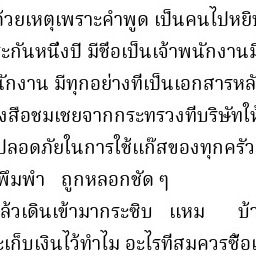 ด้วยเหตุเพราะคำพูด เป็นคนไปหยิบ
ะกันหนึ่งปี มีชื่อเป็นเจ้าพนักงานมี
นักงาน มีทุกอย่างที่เป็นเอกสารหลั
งสือชมเชยจากกระทรวงที่บริษัทให้
ปลอดภัยในการใช้แก๊สของทุกครัว
พึมพำ ถูกหลอกชัด ๆ
ล้วเดินเข้ามากระซิบ แหม บ้
ะเก็บเงินไว้ทำไม อะไรที่สมควรซื้อเ